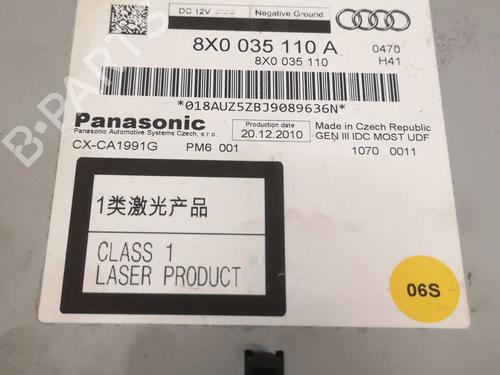 DC 12V
Negative Ground
8X0 035 110 A
0470
8X0 035 110
H41
*018AUZ5ZBJ9089636N*
Panasonic
Panasonic Automotive Systems Czech, s.r.o.
Production date
20.12.2010
Made in Czech Republic
GEN III IDC MOST UDF
CX-CA1991G
PM6 001
1070 0011
1类激光产品
CLASS 1
LASER PRODUCT
06S
B-PARTS